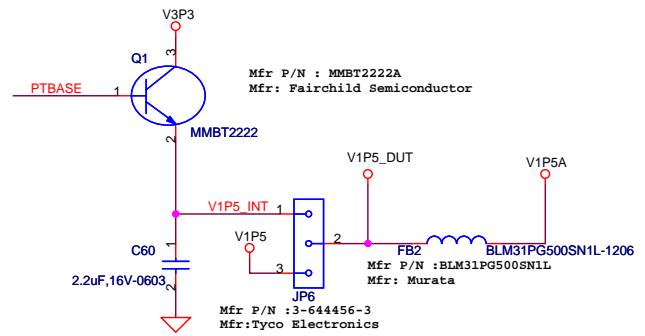 V3P3
Q1
3
Mfr P/N : MMBT2222A
Mfr: Fairchild Semiconductor
PTBASE
1
2
MMBT2222
V1P5_DUT
V1P5A
V1P5_INT
1
V1P5
2
1
C60
FB2
BLM31PG500SN1L-1206
3
Mfr P/N :BLM31PG500SN1L
Mfr: Murata
2.2uF,16V-0603
2
JP6
Mfr P/N :3-644456-3
Mfr:Tyco Electronics